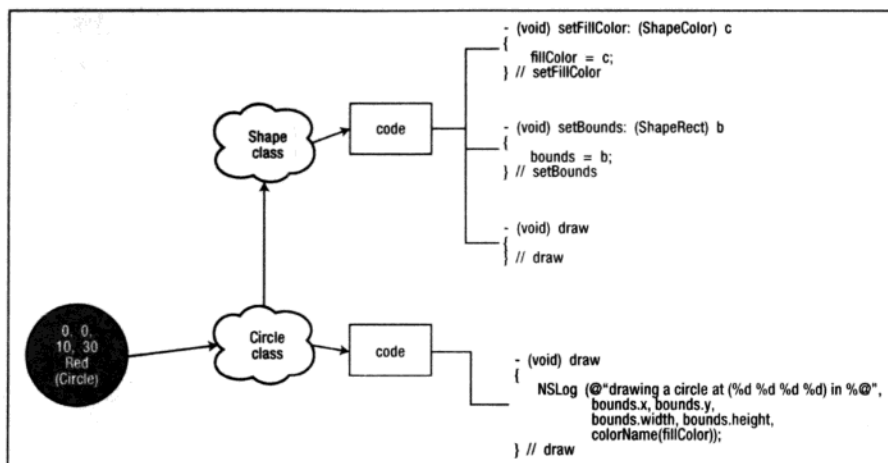 - (void) setFillColor: (ShapeColor) c
{
fillColor = c;
} // setFillColor
Shape
class
code
- (void) setBounds: (ShapeRect) b
{
bounds = b;
} // setBounds
- (void) draw
{
} // draw
0, 0,
10, 30
Red
(Circle)
Circle
class
code
- (void) draw
{
NSLog (@"drawing a circle at (%d %d %d %d) in %@",
bounds.x, bounds.y,
bounds.width, bounds.height,
colorName(fillColor));
} // draw